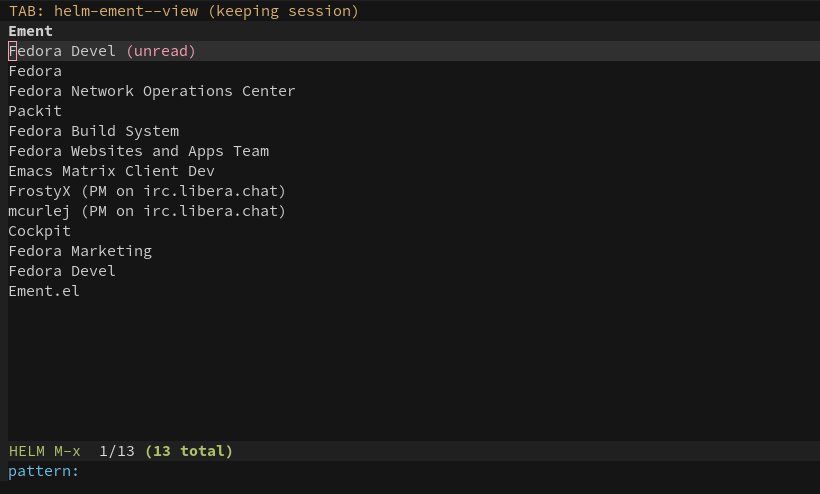 TAB: helm-ement--view (keeping session)
Ement
Fedora Devel (unread)
Fedora
Fedora Network Operations Center
Packit
Fedora Build System
Fedora Websites and Apps Team
Emacs Matrix Client Dev
FrostyX (PM on irc.libera.chat)
mcurlej (PM on irc.libera.chat)
Cockpit
Fedora Marketing
Fedora Devel
Ement.el
HELM M-x  1/13 (13 total)
pattern: